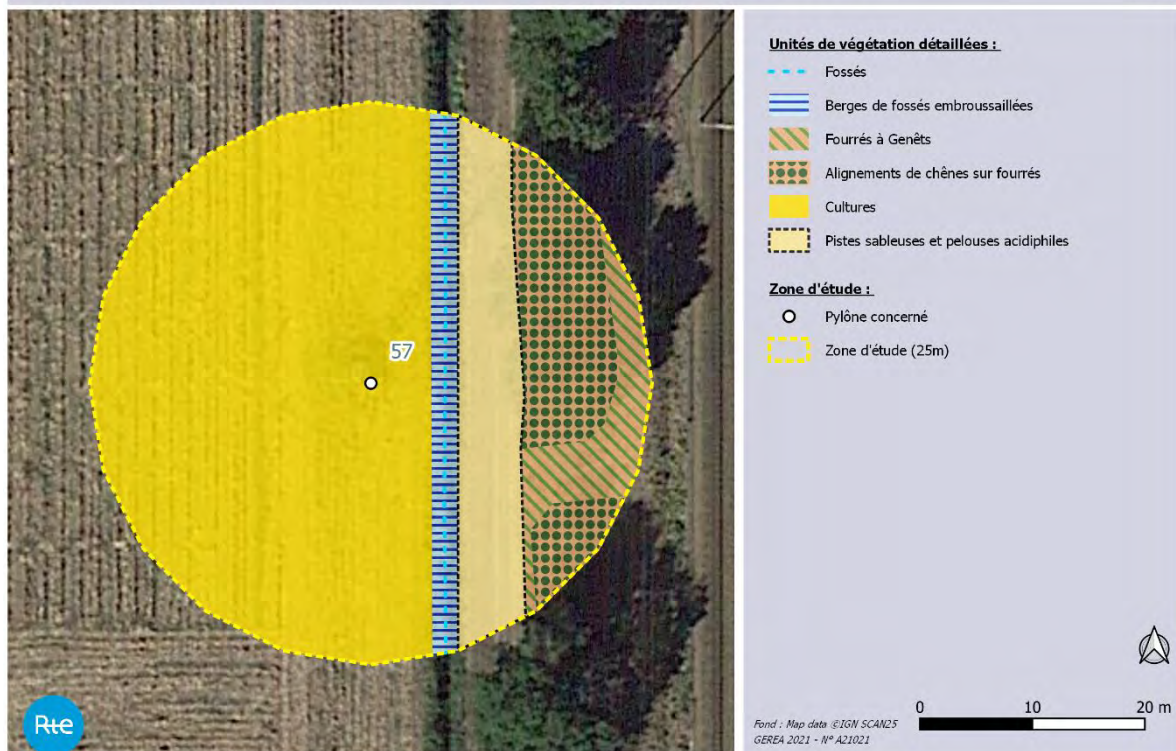 57
Rte
Unités de végétation détaillées :
Fossés
Berges de fossés embroussaillées
Fourrés à Genêts
Alignements de chênes sur fourrés
Cultures
Pistes sableuses et pelouses acidiphiles
Zone d'étude :
Pylône concerné
Zone d'étude (25m)
Fond : Map data ©IGN SCAN25
GEREA 2021 - N° A21021
0 10 20 m